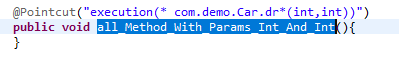 @Pointcut("execution(* com.demo.Car.dr*(int,int))")
public void all_Method_With_Params_Int_And_Int(){
}